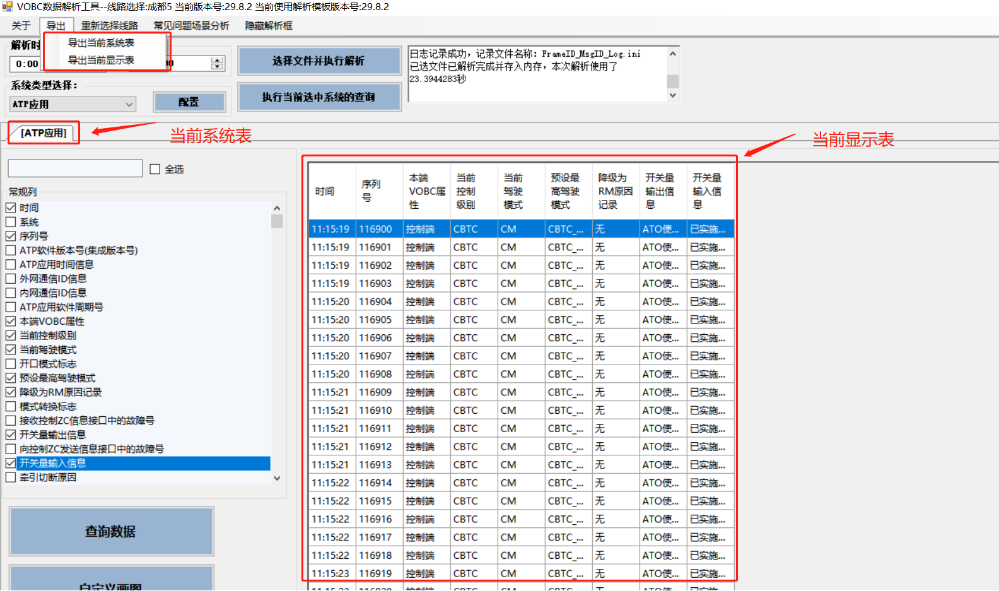 VOBC数据解析工具--线路选择:成都5 当前版本号:29.8.2 当前使用解析模板版本号:29.8.2
关于 导出 重新选择线路 常见问题场景分析 隐藏解析框
导出当前系统表
导出当前显示表
解析时
0:00
选择文件并执行解析
日志记录成功，记录文件名称：FrameID_MsgID_Log.ini
已选文件已解析完成并存入内存，本次解析使用了
23.3944283秒
系统类型选择：
ATP应用
配置
执行当前选中系统的查询
[ATP应用]
当前系统表
当前显示表
全选
常规列
时间
系统
序列号
ATP软件版本号(集成版本号)
ATP应用时间信息
外网通信ID信息
内网通信ID信息
ATP应用软件周期号
本端VOBC属性
当前控制级别
当前驾驶模式
开口模式标志
预设最高驾驶模式
降级为RM原因记录
模式转换标志
接收控制ZC信息接口中的故障号
开关量输出信息
向控制ZC发送信息接口中的故障号
开关量输入信息
牵引切断原因
查询数据
自定义画图
时间 序列号 本端VOBC属性 当前控制级别 当前驾驶模式 预设最高驾驶模式 降级为RM原因记录 开关量输出信息 开关量输入信息
11:15:19 116900 控制端 CBTC CM CBTC_... 无 ATO使... 已实施...
11:15:19 116901 控制端 CBTC CM CBTC_... 无 ATO使... 已实施...
11:15:19 116902 控制端 CBTC CM CBTC_... 无 ATO使... 已实施...
11:15:19 116903 控制端 CBTC CM CBTC_... 无 ATO使... 已实施...
11:15:20 116904 控制端 CBTC CM CBTC_... 无 ATO使... 已实施...
11:15:20 116905 控制端 CBTC CM CBTC_... 无 ATO使... 已实施...
11:15:20 116906 控制端 CBTC CM CBTC_... 无 ATO使... 已实施...
11:15:20 116907 控制端 CBTC CM CBTC_... 无 ATO使... 已实施...
11:15:20 116908 控制端 CBTC CM CBTC_... 无 ATO使... 已实施...
11:15:21 116909 控制端 CBTC CM CBTC_... 无 ATO使... 已实施...
11:15:21 116910 控制端 CBTC CM CBTC_... 无 ATO使... 已实施...
11:15:21 116911 控制端 CBTC CM CBTC_... 无 ATO使... 已实施...
11:15:21 116912 控制端 CBTC CM CBTC_... 无 ATO使... 已实施...
11:15:21 116913 控制端 CBTC CM CBTC_... 无 ATO使... 已实施...
11:15:22 116914 控制端 CBTC CM CBTC_... 无 ATO使... 已实施...
11:15:22 116915 控制端 CBTC CM CBTC_... 无 ATO使... 已实施...
11:15:22 116916 控制端 CBTC CM CBTC_... 无 ATO使... 已实施...
11:15:22 116917 控制端 CBTC CM CBTC_... 无 ATO使... 已实施...
11:15:22 116918 控制端 CBTC CM CBTC_... 无 ATO使... 已实施...
11:15:23 116919 控制端 CBTC CM CBTC_... 无 ATO使... 已实施...